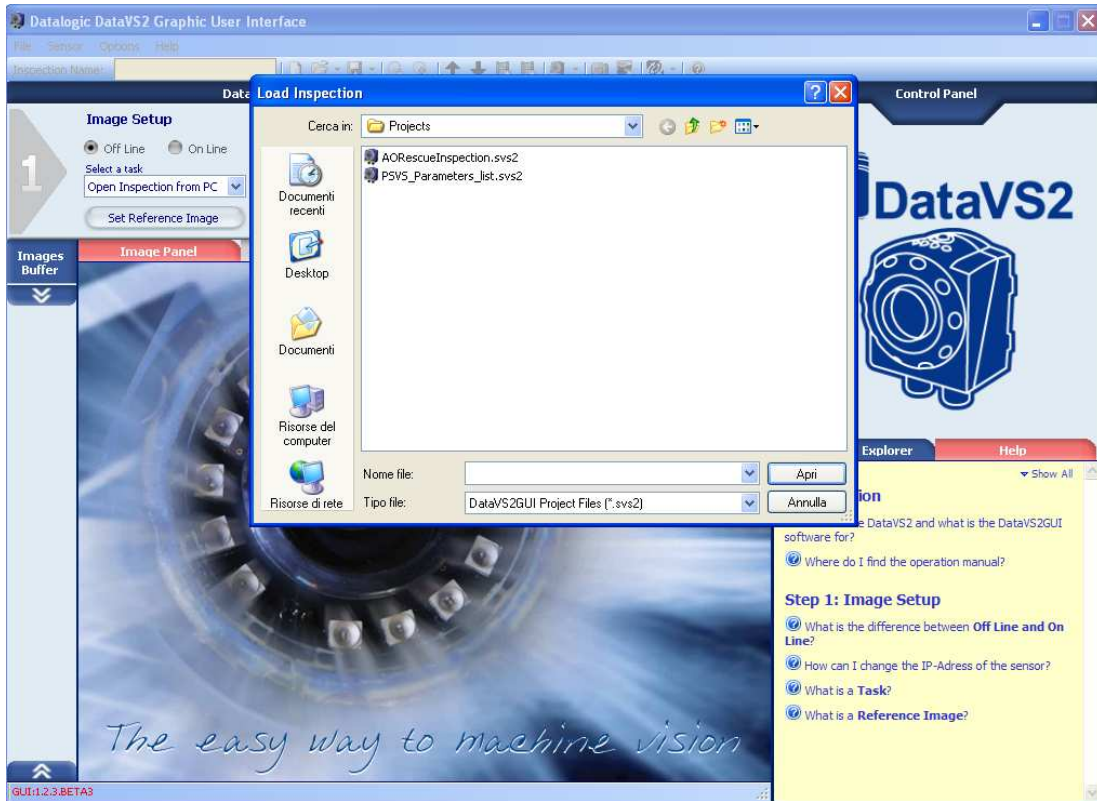 Datalogic DataVS2 Graphic User Interface
File Sensor Options Help
Inspection Name:
Load Inspection
Control Panel
Image Setup
1
Off Line On Line
Select a task
Open Inspection from PC
Set Reference Image
Cerca in: Projects
AORescueInspection.svs2
PSVS_Parameters_list.svs2
Documenti recenti
Desktop
Documenti
Risorse del computer
Risorse di rete
Nome file:
Apri
Tipo file: DataVS2GUI Project Files (*.svs2)
Annulla
DataVS2
Images
Buffer
Image Panel
Explorer
Help
Show All
DataVS2 and what is the DataVS2GUI
software for?
Where do I find the operation manual?
Step 1: Image Setup
What is the difference between Off Line and On
Line?
How can I change the IP-Adress of the sensor?
What is a Task?
What is a Reference Image?
The easy way to machine vision
GUI:1.2.3.BETA3